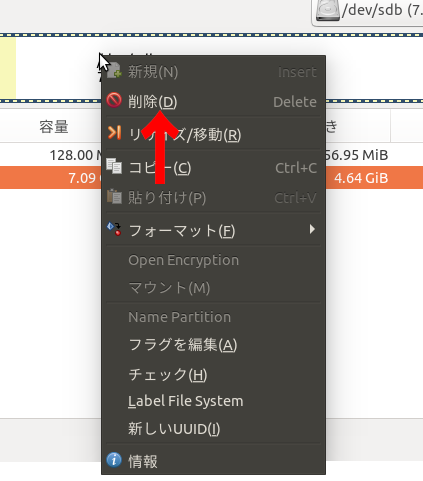 /dev/sdb (7.
新規(N) Insert
削除(D) Delete
容量
リサイズ/移動(R)
き
128.00 M
56.95 MiB
コピー(C) Ctrl+C
7.09
4.64 GiB
貼り付け(P) Ctrl+V
フォーマット(F)
Open Encryption
マウント(M)
Name Partition
フラグを編集(A)
チェック(H)
Label File System
新しいUUID(I)
情報